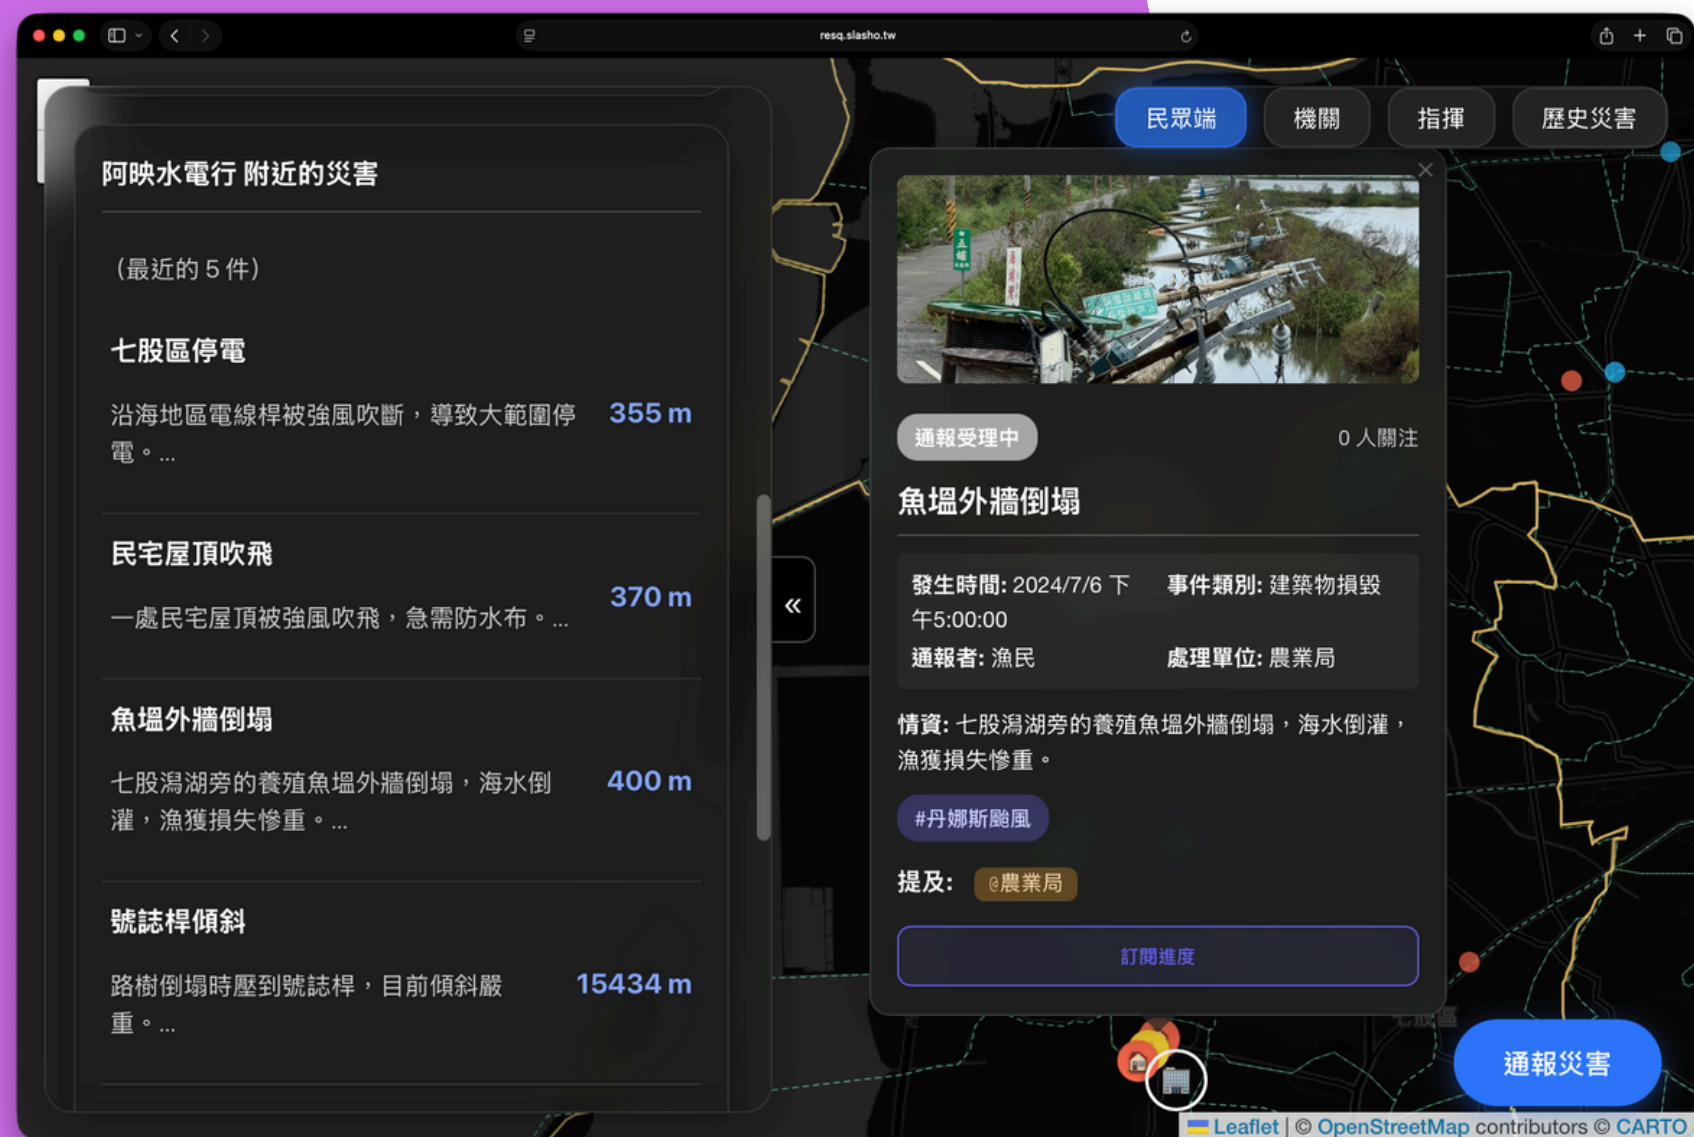 resq.slasho.tw
民眾端
機關
指揮
歷史災害
阿映水電行 附近的災害
（最近的 5 件）
七股區停電
沿海地區電線桿被強風吹斷，導致大範圍停
電。...
355 m
民宅屋頂吹飛
一處民宅屋頂被強風吹飛，急需防水布。...
370 m
魚塭外牆倒塌
七股潟湖旁的養殖魚塭外牆倒塌，海水倒
灌，漁獲損失慘重。...
400 m
號誌桿傾斜
路樹倒塌時壓到號誌桿，目前傾斜嚴
重。...
15434 m
«
通報受理中
0 人關注
魚塭外牆倒塌
發生時間: 2024/7/6 下
午5:00:00
事件類別: 建築物損毀
通報者: 漁民
處理單位: 農業局
情資: 七股潟湖旁的養殖魚塭外牆倒塌，海水倒灌，
漁獲損失慘重。
#丹娜斯颱風
提及: @農業局
訂閱進度
七股區
通報災害
Leaflet | © OpenStreetMap contributors © CARTO